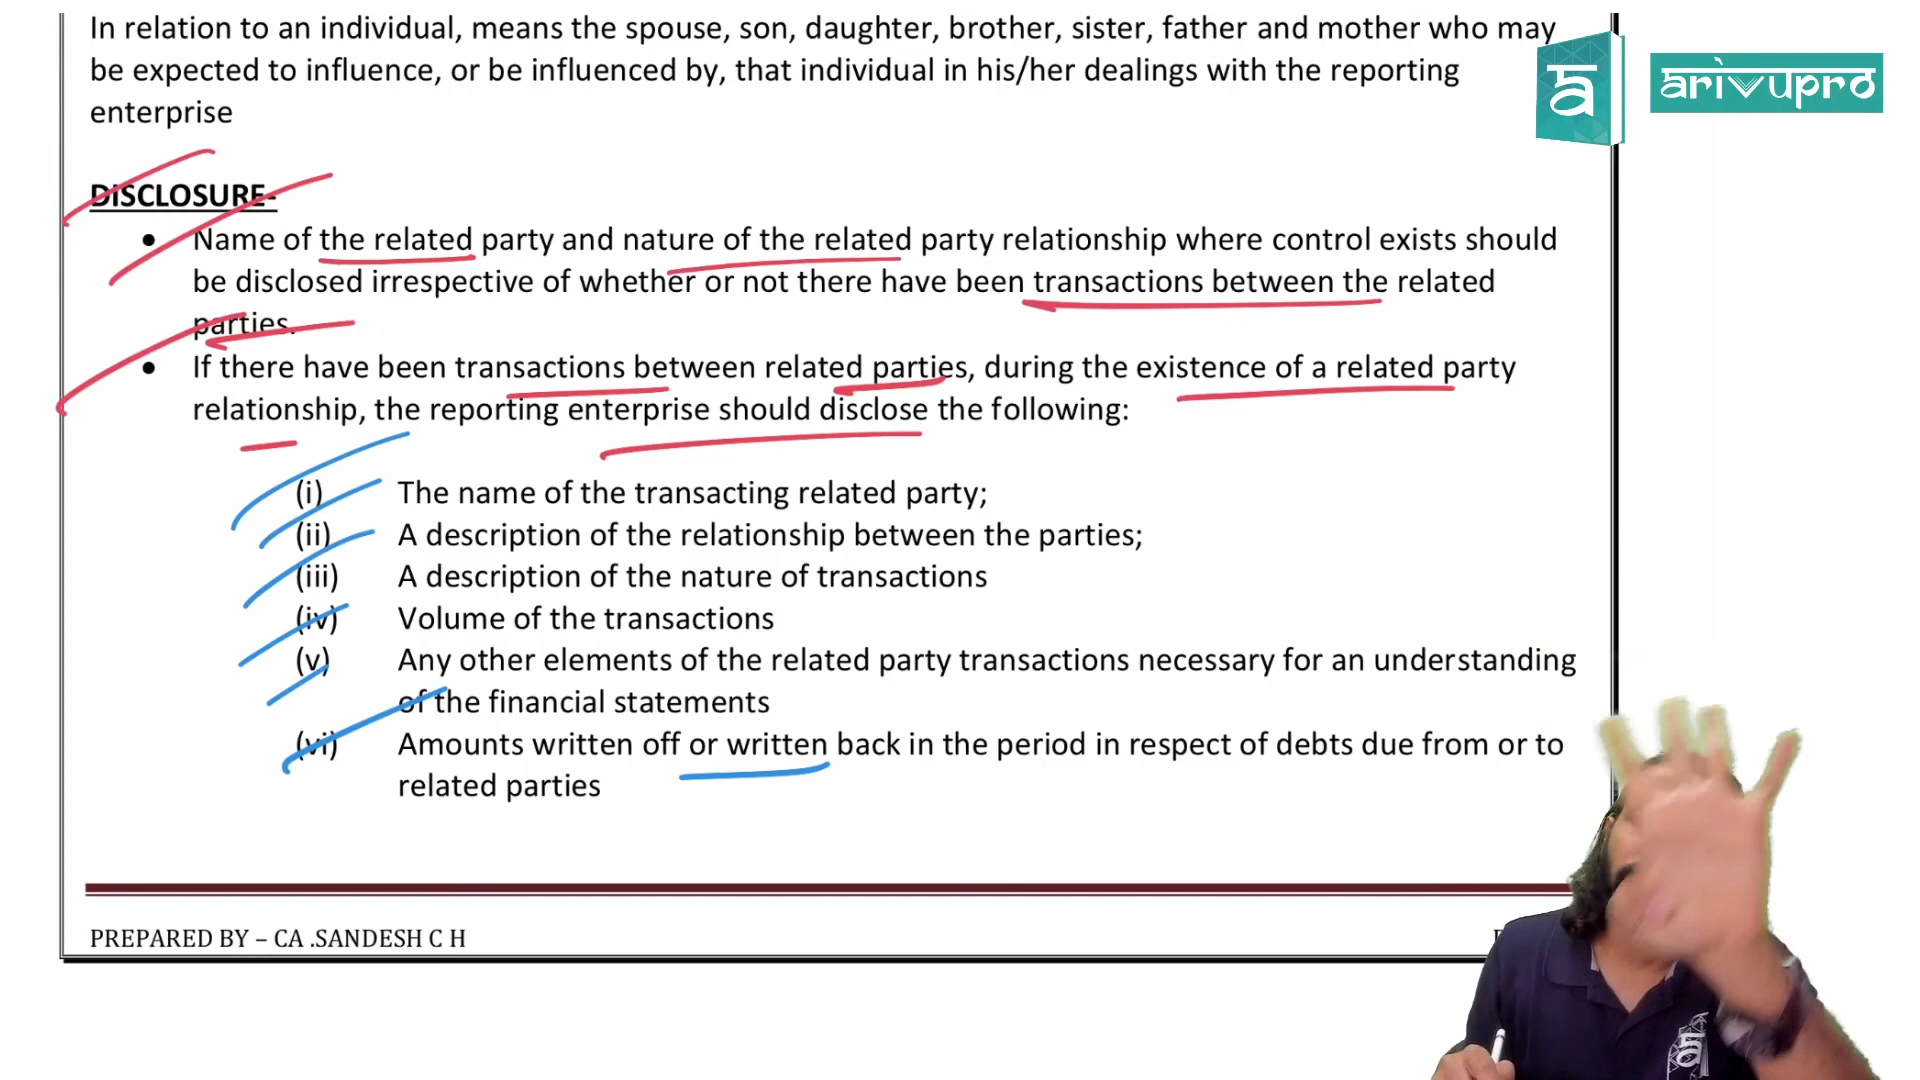 In relation to an individual, means the spouse, son, daughter, brother, sister, father and mother who may
be expected to influence, or be influenced by, that individual in his/her dealings with the reporting
enterprise
arivupro
DISCLOSURE-
• Name of the related party and nature of the related party relationship where control exists should
be disclosed irrespective of whether or not there have been transactions between the related
parties.
• If there have been transactions between related parties, during the existence of a related party
relationship, the reporting enterprise should disclose the following:
(i) The name of the transacting related party;
(ii) A description of the relationship between the parties;
(iii) A description of the nature of transactions
(iv) Volume of the transactions
(v) Any other elements of the related party transactions necessary for an understanding
of the financial statements
(vi) Amounts written off or written back in the period in respect of debts due from or to
related parties
PREPARED BY – CA .SANDESH C H